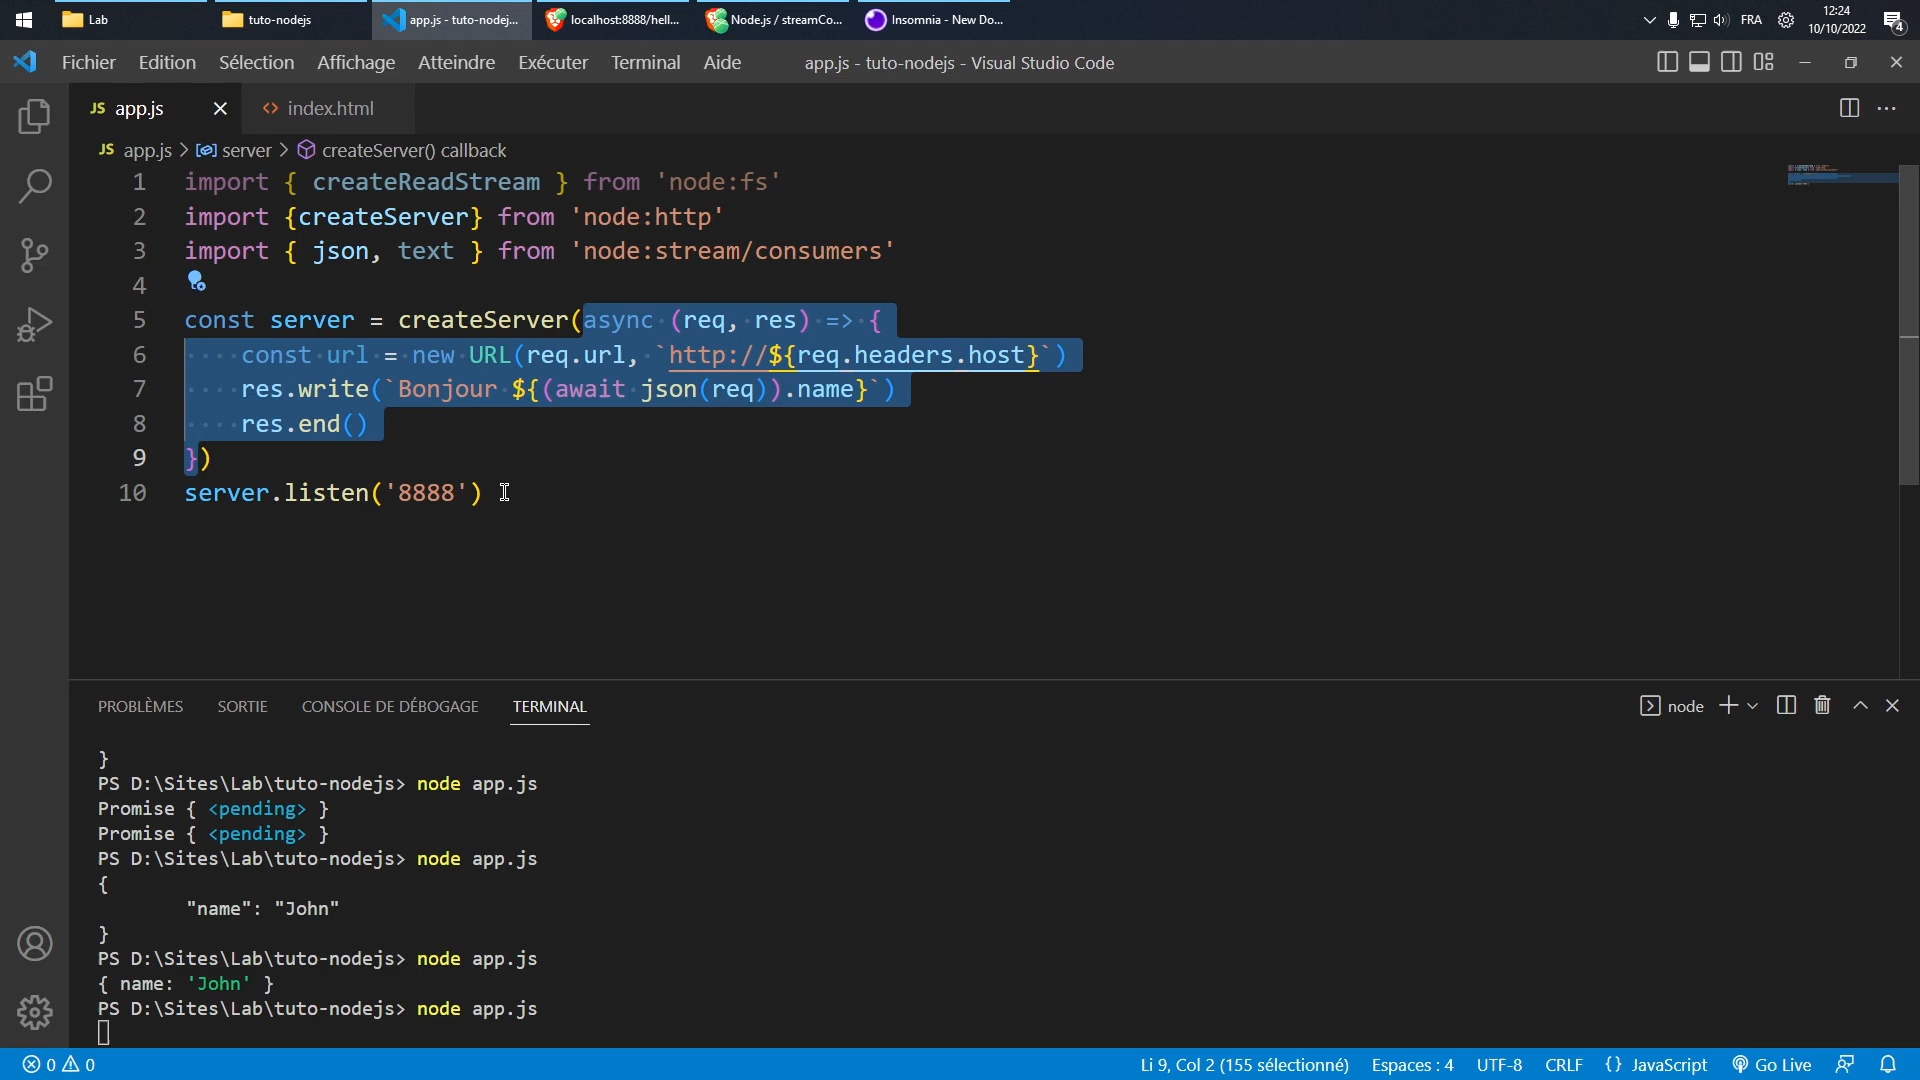 Lab
tuto-nodejs
app.js - tuto-nodej...
localhost:8888/hell...
Node.js / streamCo...
Insomnia - New Do...
FRA
12:24
10/10/2022
4
Fichier Edition Sélection Affichage Atteindre Exécuter Terminal Aide
app.js - tuto-nodejs - Visual Studio Code
JS app.js
<> index.html
JS app.js > server > createServer() callback
1 import { createReadStream } from 'node:fs'
2 import {createServer} from 'node:http'
3 import { json, text } from 'node:stream/consumers'
4
5 const server = createServer(async (req, res) => {
6 const url = new URL(req.url, `http://${req.headers.host}`)
7 res.write(`Bonjour ${(await json(req)).name}`)
8 res.end()
9 })
10 server.listen('8888')
PROBLÈMES SORTIE CONSOLE DE DÉBOGAGE TERMINAL
node
}
PS D:\Sites\Lab\tuto-nodejs> node app.js
Promise { <pending> }
Promise { <pending> }
PS D:\Sites\Lab\tuto-nodejs> node app.js
{
"name": "John"
}
PS D:\Sites\Lab\tuto-nodejs> node app.js
{ name: 'John' }
PS D:\Sites\Lab\tuto-nodejs> node app.js
0 0
Li 9, Col 2 (155 sélectionné) Espaces : 4 UTF-8 CRLF {} JavaScript Go Live